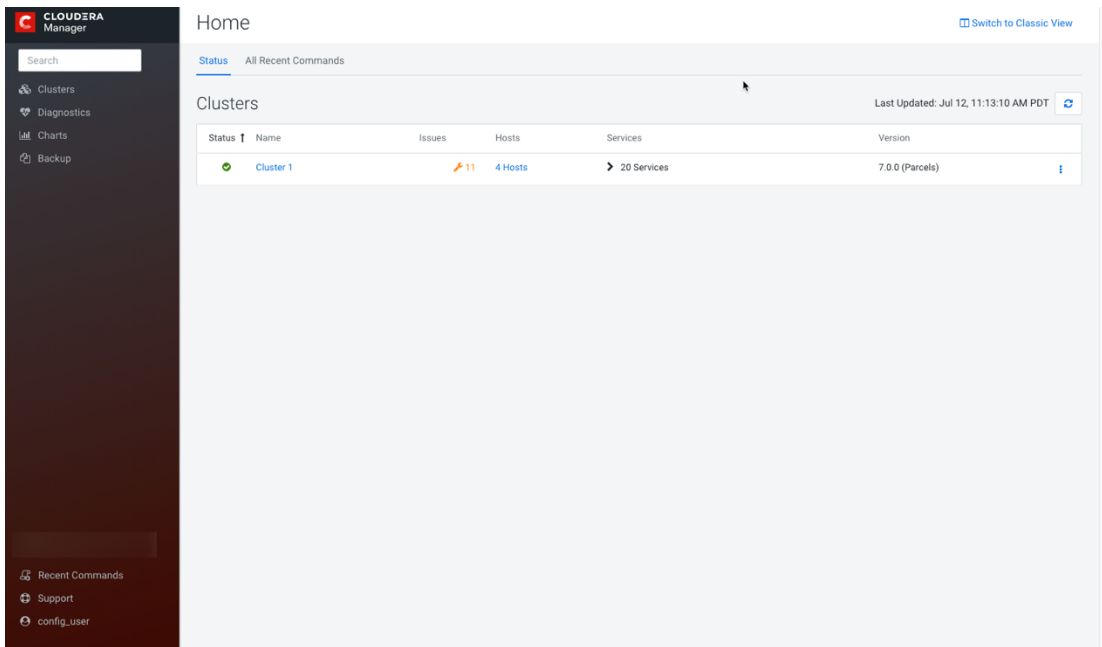 CLOUDERA
Manager
Search
Clusters
Diagnostics
Charts
Backup
Recent Commands
Support
config_user
Home
Switch to Classic View
Status All Recent Commands
Clusters
Last Updated: Jul 12, 11:13:10 AM PDT
Status Name Issues Hosts Services Version
Cluster 1 11 4 Hosts 20 Services 7.0.0 (Parcels)